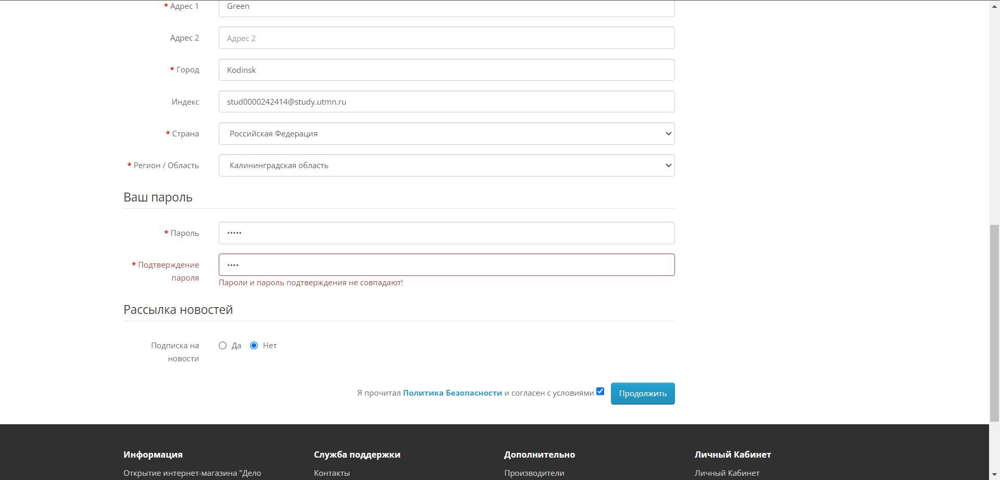 * Адрес 1
Green
Адрес 2
Адрес 2
* Город
Kodinsk
Индекс
stud0000242414@study.utmn.ru
* Страна
Российская Федерация
* Регион / Область
Калининградская область
Ваш пароль
* Пароль
•••••
* Подтверждение
пароля
••••
Пароли и пароль подтверждения не совпадают!
Рассылка новостей
Подписка на
новости
Да Нет
Я прочитал Политика Безопасности и согласен с условиями Продолжить
Информация
Служба поддержки
Дополнительно
Личный Кабинет
Открытие интернет-магазина "Дело
Контакты
Производители
Личный Кабинет